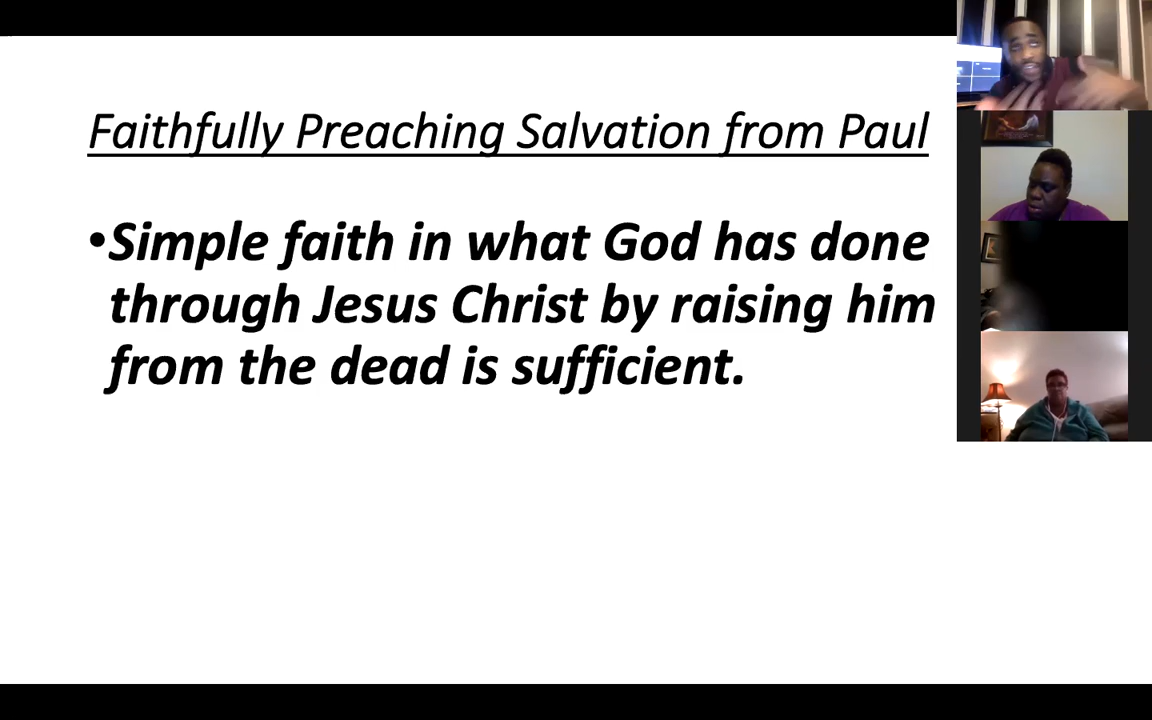 Faithfully Preaching Salvation from Paul
•Simple faith in what God has done
through Jesus Christ by raising him
from the dead is sufficient.